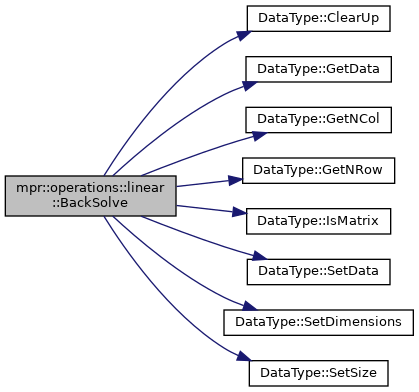 mpr::operations::linear
::BackSolve
DataType::ClearUp
DataType::GetData
DataType::GetNCol
DataType::GetNRow
DataType::IsMatrix
DataType::SetData
DataType::SetDimensions
DataType::SetSize